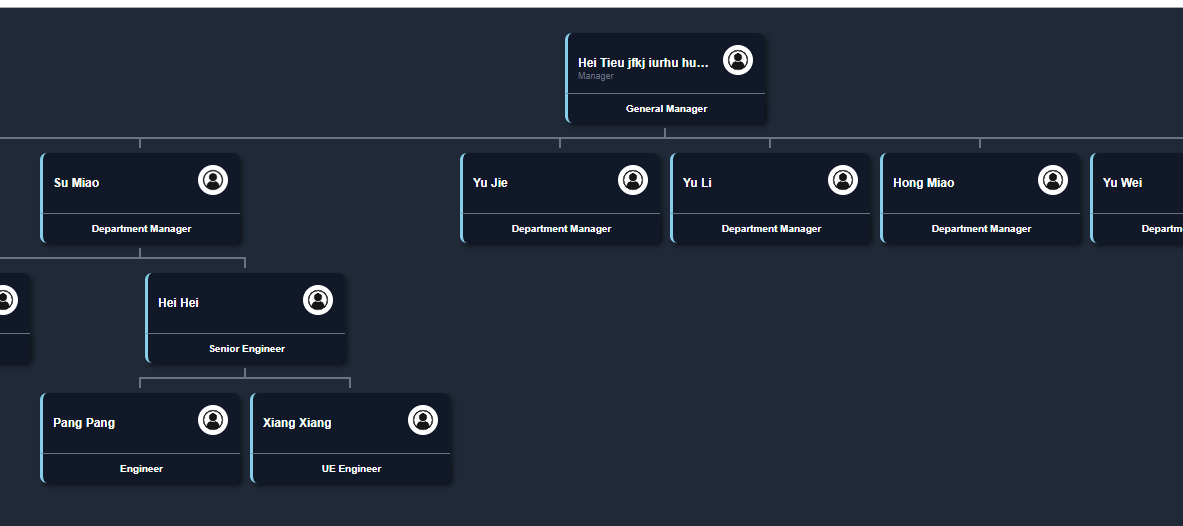 Hei Tieu jfkj iurhu hu...
Manager
General Manager
Su Miao
Department Manager
Yu Jie
Department Manager
Yu Li
Department Manager
Hong Miao
Department Manager
Yu Wei
Departm
Hei Hei
Senior Engineer
Pang Pang
Engineer
Xiang Xiang
UE Engineer